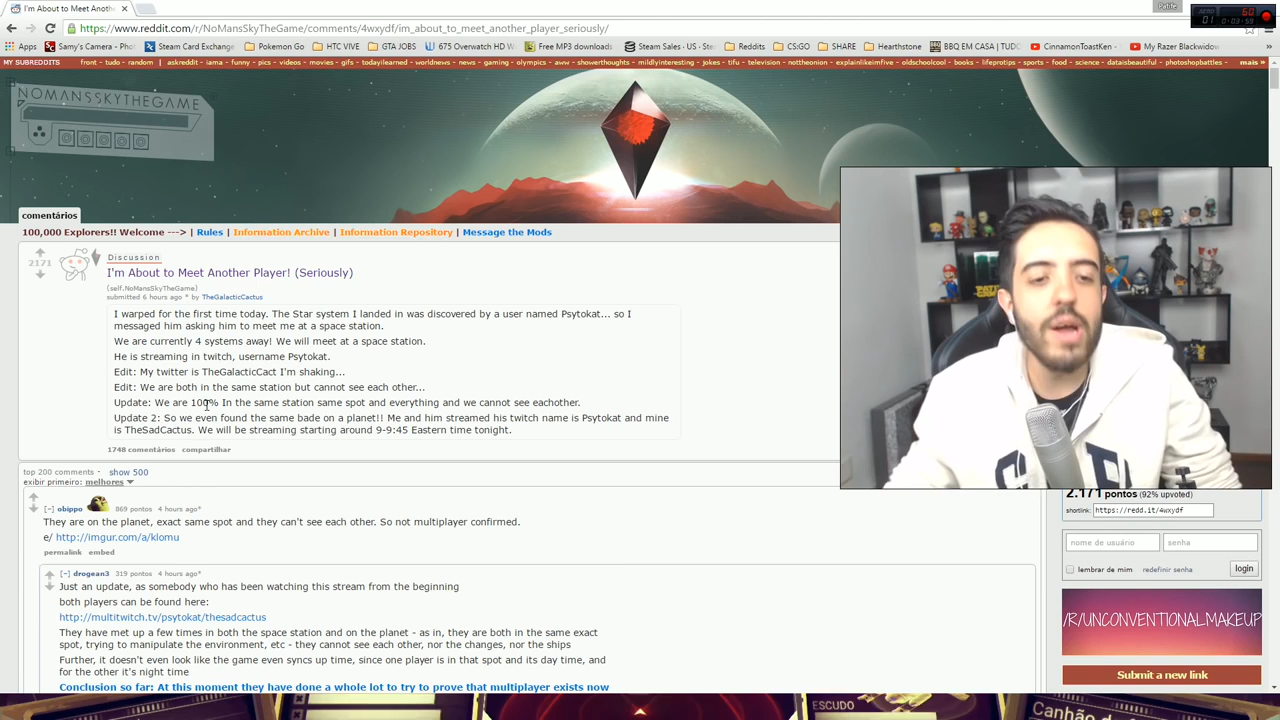 I'm About to Meet Anothe
Patife
60
01 0:03:59
https://www.reddit.com/r/NoMansSkyTheGame/comments/4wxydf/im_about_to_meet_another_player_seriously/
Apps Samy's Camera - Pho Steam Card Exchange Pokemon Go HTC VIVE GTA JOBS 675 Overwatch HD W Free MP3 downloads Steam Sales · US · Ste Reddits CS:GO SHARE Hearthstone BBQ EM CASA | TUDO CinnamonToastKen My Razer Blackwidow
MY SUBREDDITS front - tudo - random | askreddit - iama - funny - pics - videos - movies - gifs - todayilearned - worldnews - news - gaming - olympics - aww - showerthoughts - mildlyinteresting - jokes - tifu - television - nottheonion - explainlikeimfive - oldschoolcool - books - lifeprotips - sports - food - science - dataisbeautiful - photoshopbattles - mais »
NOMANSSKYTHEGAME
comentários
100,000 Explorers!! Welcome ---> | Rules | Information Archive | Information Repository | Message the Mods
2171
Discussion
I'm About to Meet Another Player! (Seriously)
(self.NoMansSkyTheGame)
submitted 6 hours ago * by TheGalacticCactus
I warped for the first time today. The Star system I landed in was discovered by a user named Psytokat... so I
messaged him asking him to meet me at a space station.
We are currently 4 systems away! We will meet at a space station.
He is streaming in twitch, username Psytokat.
Edit: My twitter is TheGalacticCact I'm shaking...
Edit: We are both in the same station but cannot see each other...
Update: We are 100% In the same station same spot and everything and we cannot see eachother.
Update 2: So we even found the same bade on a planet!! Me and him streamed his twitch name is Psytokat and mine
is TheSadCactus. We will be streaming starting around 9-9:45 Eastern time tonight.
1748 comentários compartilhar
top 200 comments - show 500
exibir primeiro: melhores
[–] obippo 869 pontos 4 hours ago*
They are on the planet, exact same spot and they can't see each other. So not multiplayer confirmed.
e/ http://imgur.com/a/klomu
permalink embed
[–] drogean3 319 pontos 4 hours ago*
Just an update, as somebody who has been watching this stream from the beginning
both players can be found here:
http://multitwitch.tv/psytokat/thesadcactus
They have met up a few times in both the space station and on the planet - as in, they are both in the same exact
spot, trying to manipulate the environment, etc - they cannot see each other, nor the changes, nor the ships
Further, it doesn't even look like the game even syncs up time, since one player is in that spot and its day time, and
for the other it's night time
Conclusion so far: At this moment they have done a whole lot to try to prove that multiplayer exists now
2.171 pontos (92% upvoted)
shortlink: https://redd.it/4wxydf
nome de usuário senha
lembrar de mim redefinir senha login
/R/UNCONVENTIONALMAKEUP
Submit a new link
ESCUDO
Canhão de